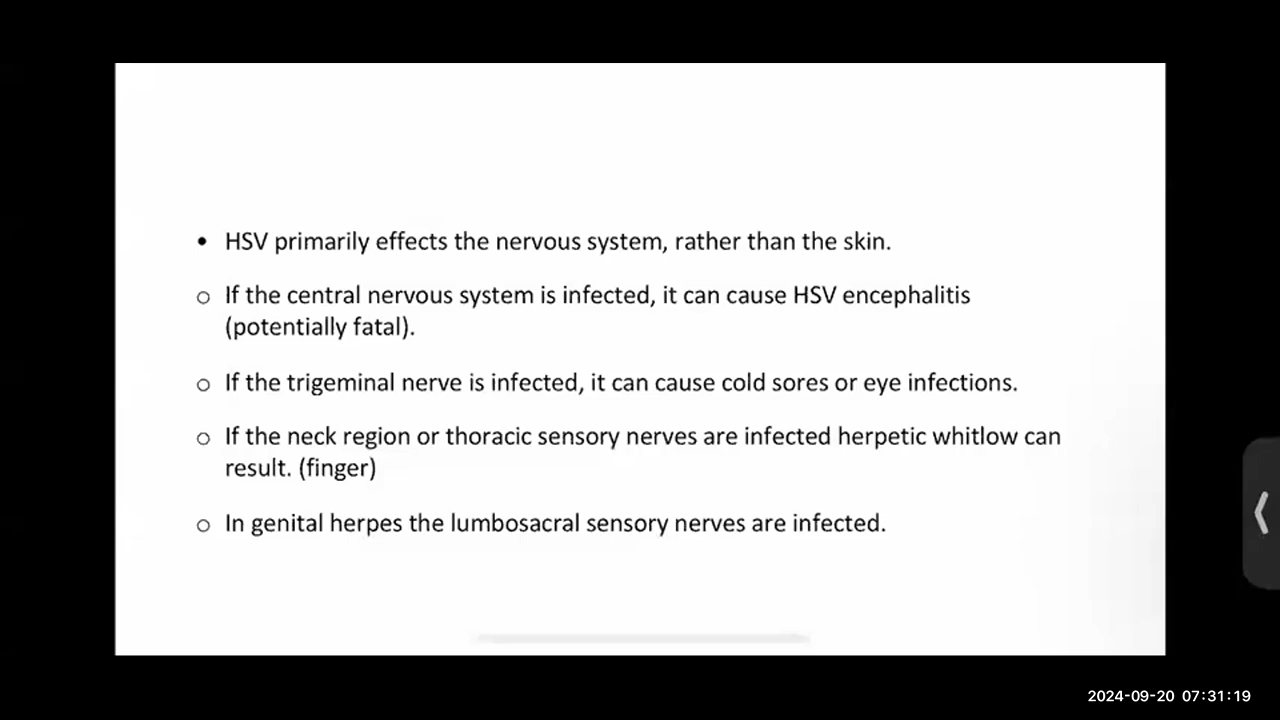 • HSV primarily effects the nervous system, rather than the skin.
o If the central nervous system is infected, it can cause HSV encephalitis
(potentially fatal).
o If the trigeminal nerve is infected, it can cause cold sores or eye infections.
o If the neck region or thoracic sensory nerves are infected herpetic whitlow can
result. (finger)
o In genital herpes the lumbosacral sensory nerves are infected.
2024-09-20 07:31:19